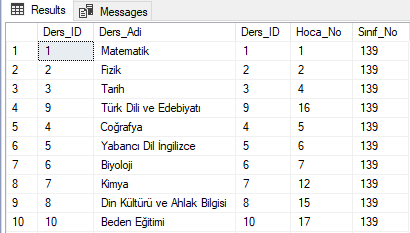 Results Messages
Ders_ID Ders_Adi Ders_ID Hoca_No Sınıf_No
1 1 Matematik 1 1 139
2 2 Fizik 2 2 139
3 3 Tarih 3 4 139
4 9 Türk Dili ve Edebiyatı 9 16 139
5 4 Coğrafya 4 5 139
6 5 Yabancı Dil İngilizce 5 6 139
7 6 Biyoloji 6 7 139
8 7 Kimya 7 12 139
9 8 Din Kültürü ve Ahlak Bilgisi 8 15 139
10 10 Beden Eğitimi 10 17 139